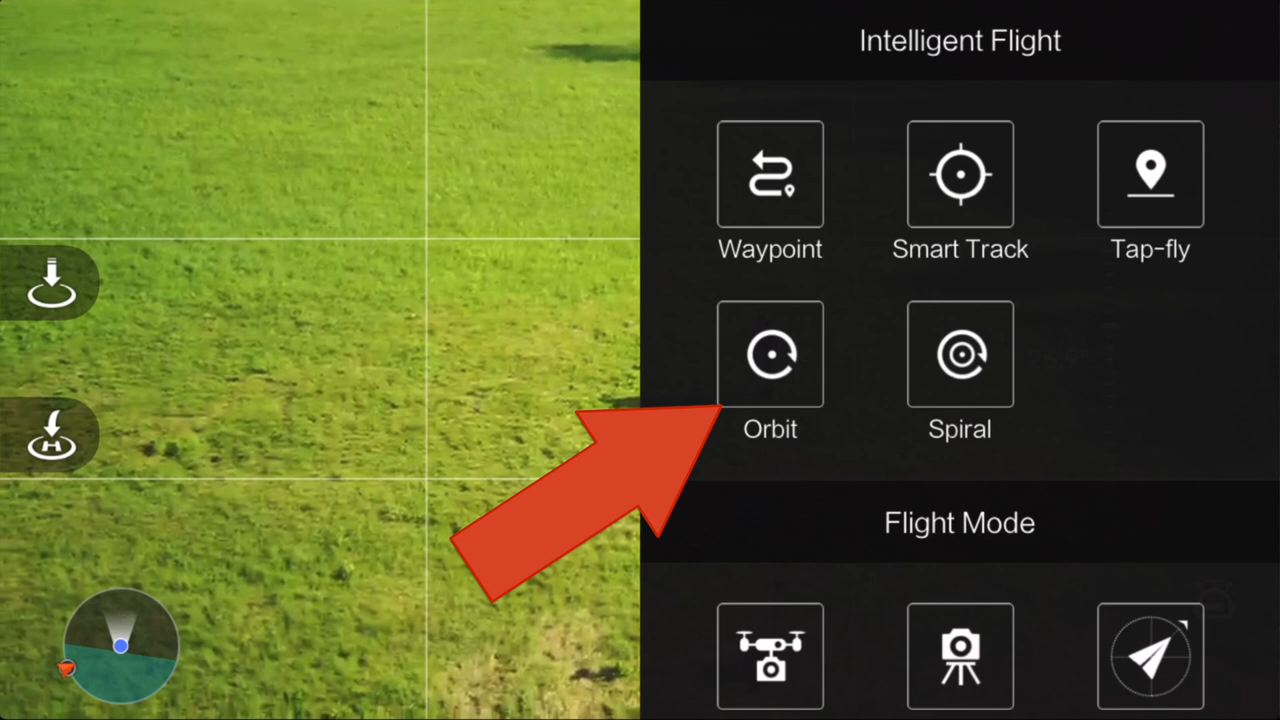 Intelligent Flight
Waypoint
Smart Track
Tap-fly
Orbit
Spiral
Flight Mode